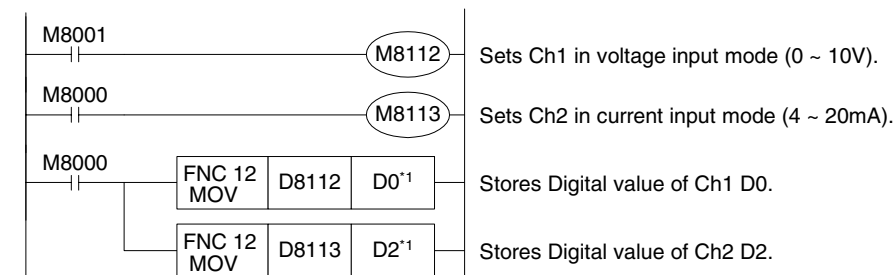 M8001
M8112 Sets Ch1 in voltage input mode (0 ~ 10V).
M8000
M8113 Sets Ch2 in current input mode (4 ~ 20mA).
M8000
FNC 12 MOV D8112 D0*1 Stores Digital value of Ch1 D0.
FNC 12 MOV D8113 D2*1 Stores Digital value of Ch2 D2.